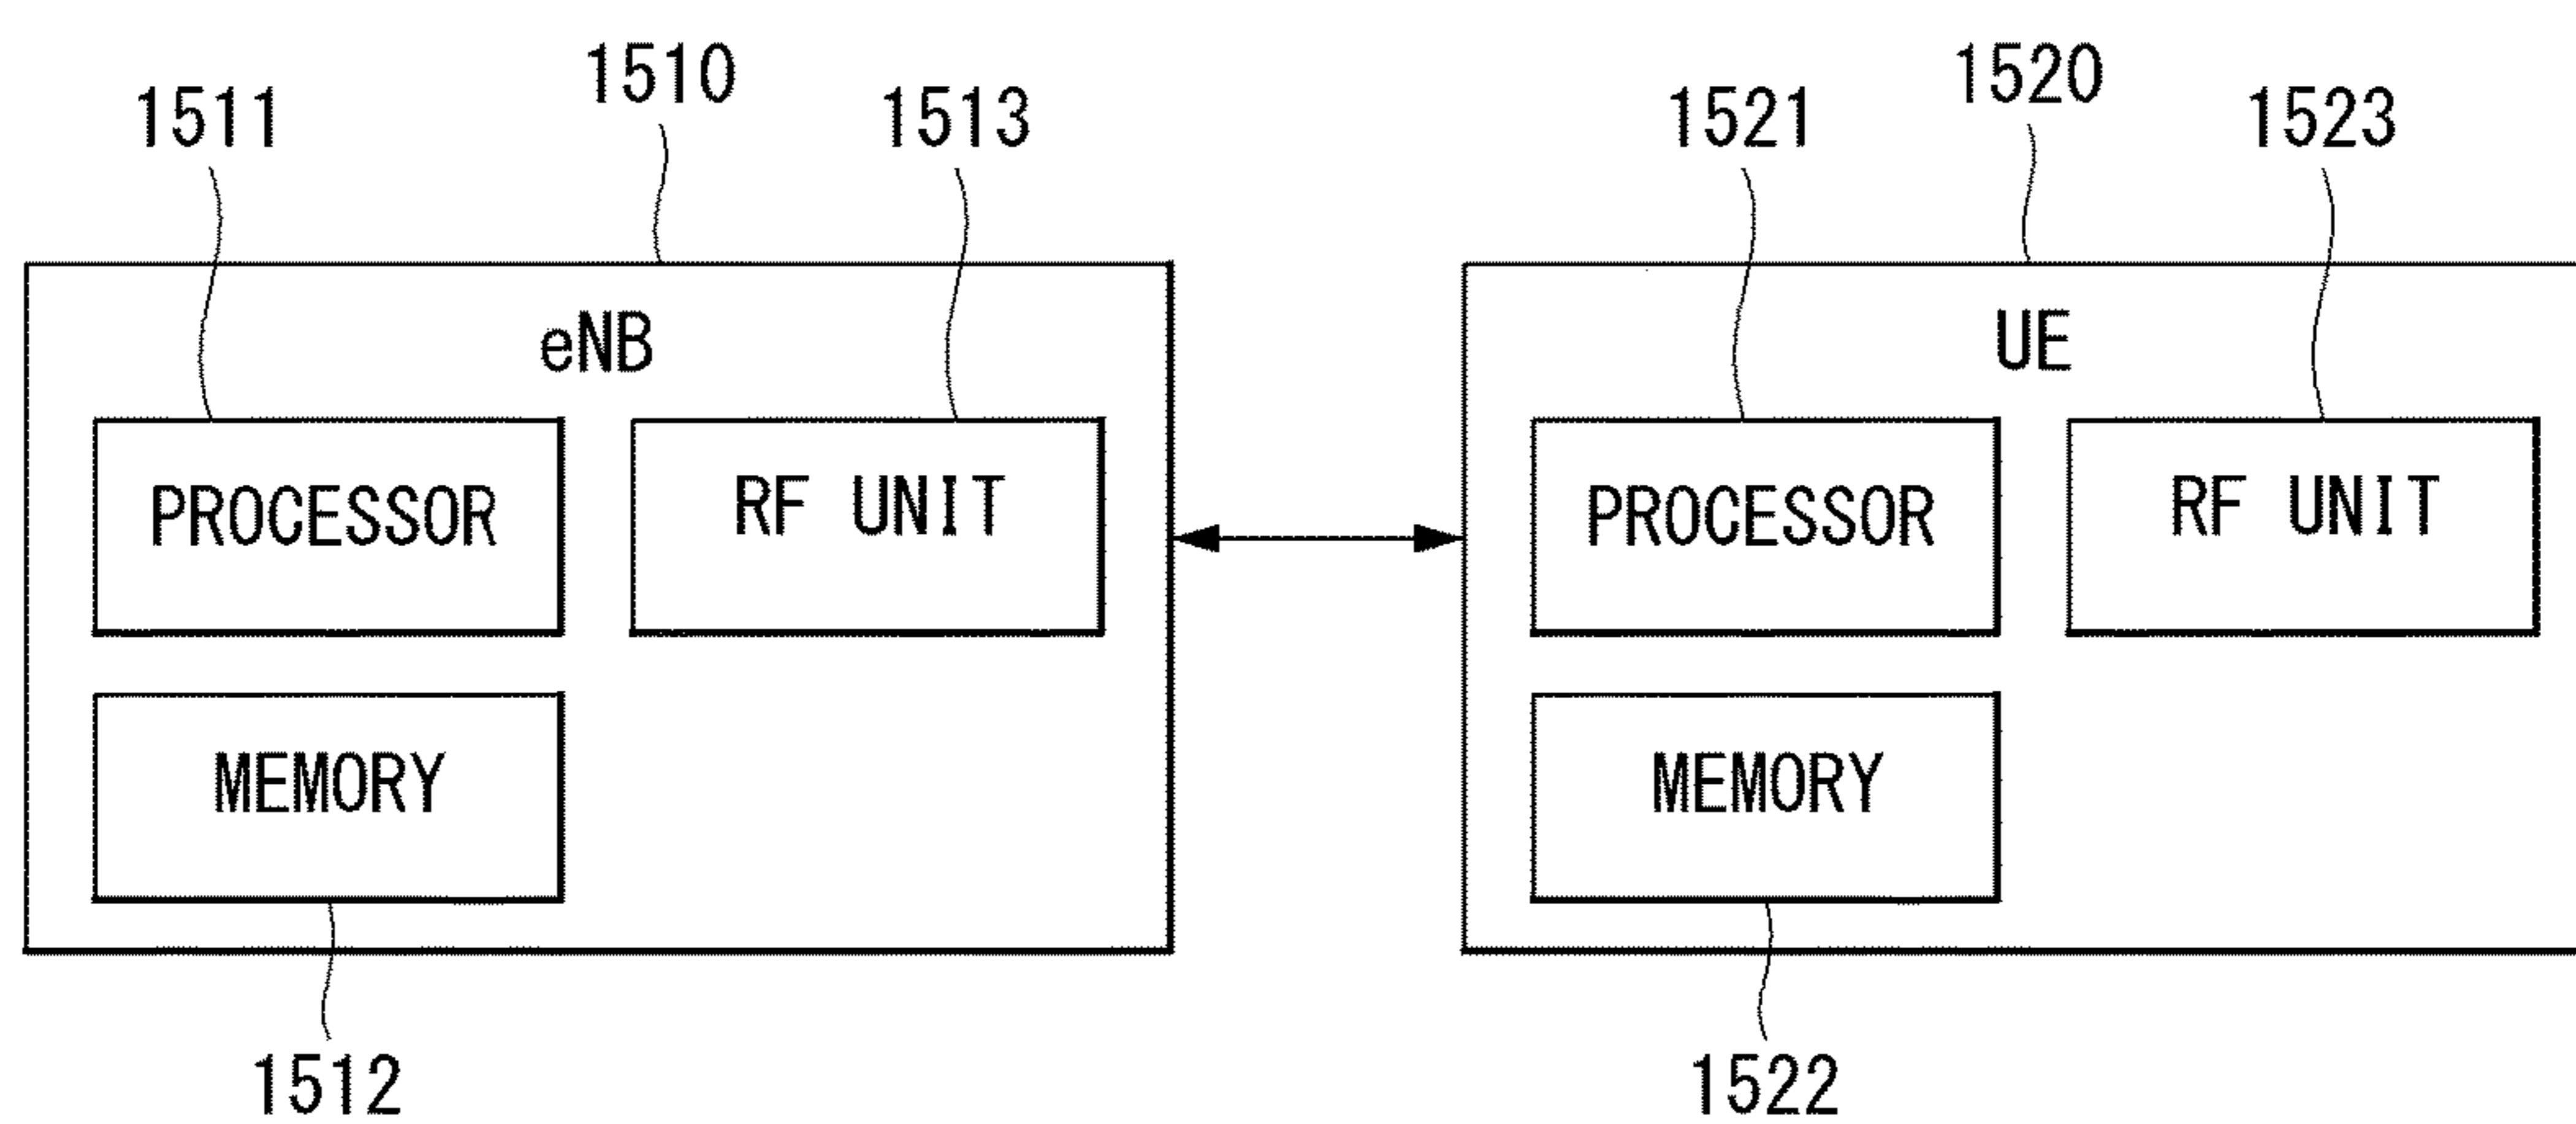 1510
1520
1511
1513
1521
1523
eNB
UE
PROCESSOR
RF UNIT
PROCESSOR
RF UNIT
MEMORY
MEMORY
1512
1522